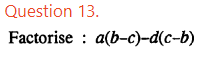 Question 13.
Factorise : a(b–c)–d(c–b)